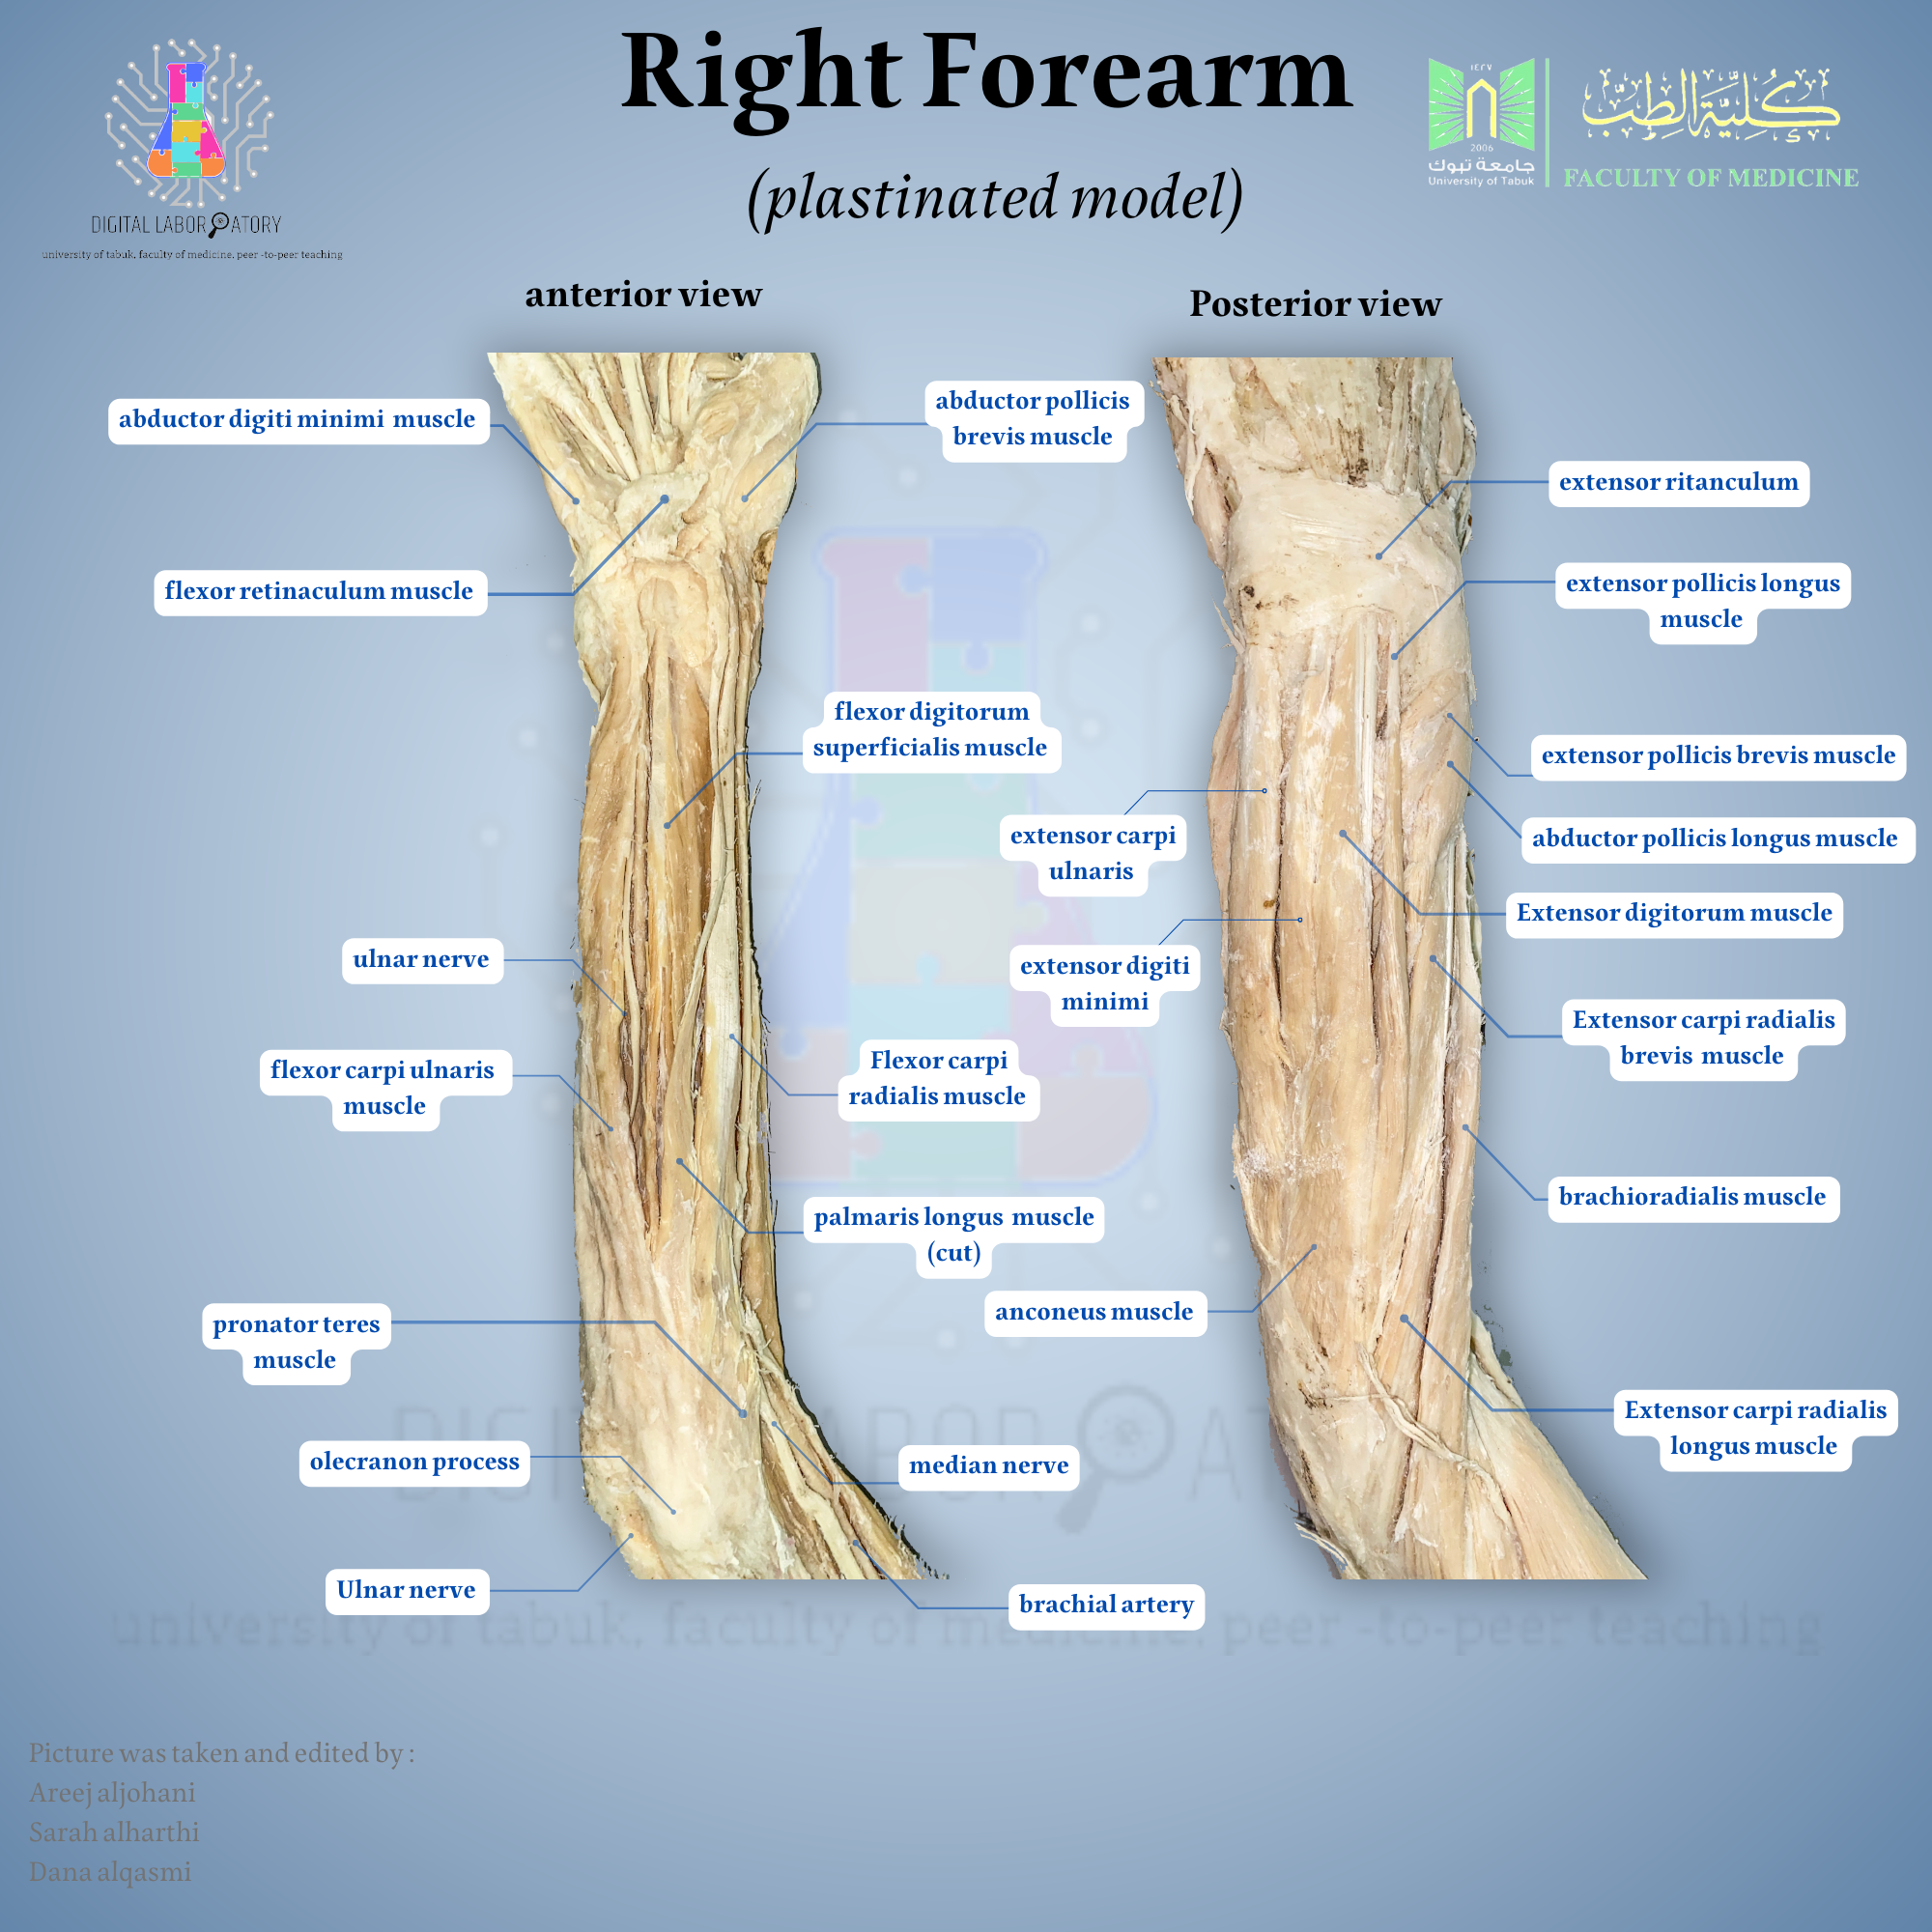 Right Forearm
(plastinated model)
DIGITAL LABORATORY
university of tabuk, faculty of medicine, peer -to-peer teaching
١٤٢٧
2006
جامعة تبوك
University of Tabuk
كلية الطب
FACULTY OF MEDICINE
anterior view
abductor digiti minimi muscle
flexor retinaculum muscle
ulnar nerve
flexor carpi ulnaris
muscle
pronator teres
muscle
olecranon process
Ulnar nerve
abductor pollicis
brevis muscle
flexor digitorum
superficialis muscle
Flexor carpi
radialis muscle
palmaris longus muscle
(cut)
median nerve
brachial artery
Posterior view
extensor carpi
ulnaris
extensor digiti
minimi
anconeus muscle
extensor ritanculum
extensor pollicis longus
muscle
extensor pollicis brevis muscle
abductor pollicis longus muscle
Extensor digitorum muscle
Extensor carpi radialis
brevis muscle
brachioradialis muscle
Extensor carpi radialis
longus muscle
DIGITAL LABORATORY
university of tabuk, faculty of medicine, peer -to-peer teaching
Picture was taken and edited by :
Areej aljohani
Sarah alharthi
Dana alqasmi